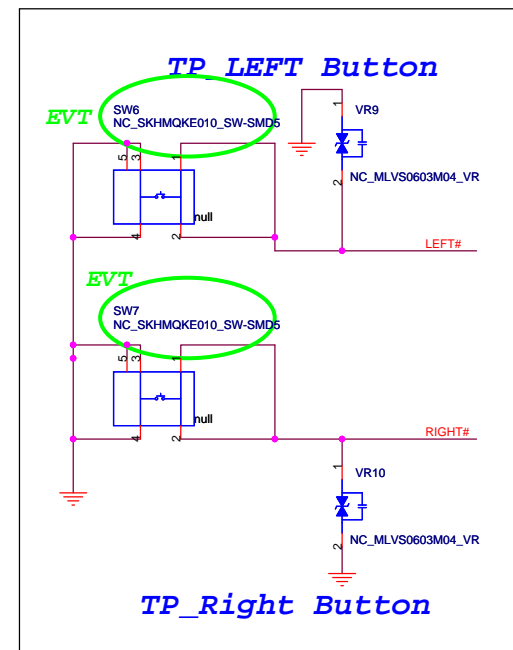 TP_LEFT Button
EVT
SW6
NC_SKHMQKE010_SW-SMD5
5
3
1
null
4
2
1
VR9
2
NC_MLVS0603M04_VR
LEFT#
EVT
SW7
NC_SKHMQKE010_SW-SMD5
5
3
1
null
4
2
RIGHT#
1
VR10
2
NC_MLVS0603M04_VR
TP_Right Button